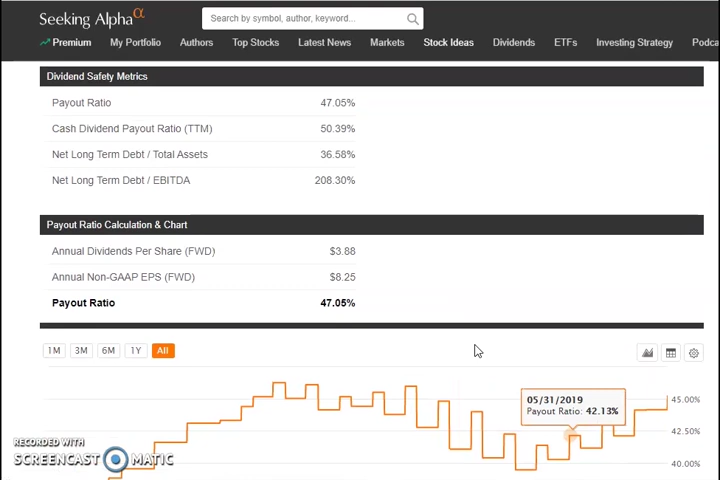 Seeking Alphaα
Search by symbol, author, keyword...
Premium My Portfolio Authors Top Stocks Latest News Markets Stock Ideas Dividends ETFs Investing Strategy Podca
Dividend Safety Metrics
Payout Ratio 47.05%
Cash Dividend Payout Ratio (TTM) 50.39%
Net Long Term Debt / Total Assets 36.58%
Net Long Term Debt / EBITDA 208.30%
Payout Ratio Calculation & Chart
Annual Dividends Per Share (FWD) $3.88
Annual Non-GAAP EPS (FWD) $8.25
Payout Ratio 47.05%
1M 3M 6M 1Y All
05/31/2019
Payout Ratio: 42.13%
45.00%
42.50%
40.00%
RECORDED WITH
SCREENCAST MATIC